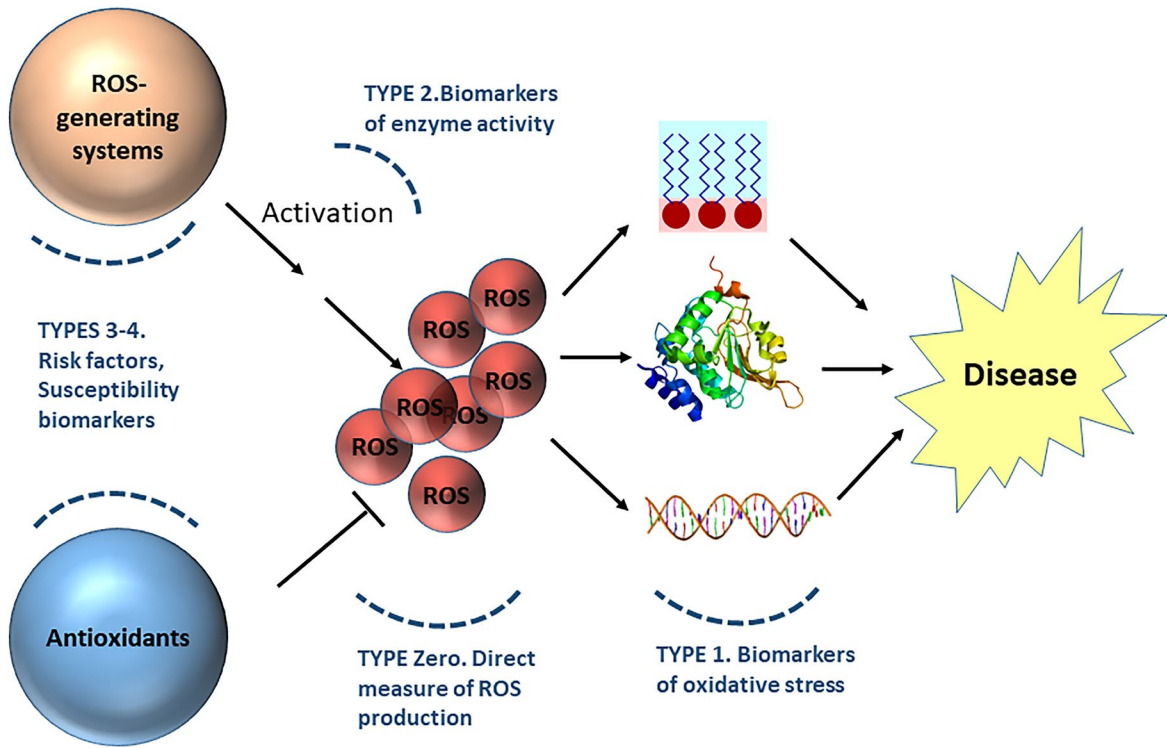 ROS-
generating
systems
TYPE 2.Biomarkers
of enzyme activity
Activation
TYPES 3-4.
Risk factors,
Susceptibility
biomarkers
ROS
ROS
ROS
ROS
ROS
ROS
ROS
Disease
Antioxidants
TYPE Zero. Direct
measure of ROS
production
TYPE 1. Biomarkers
of oxidative stress